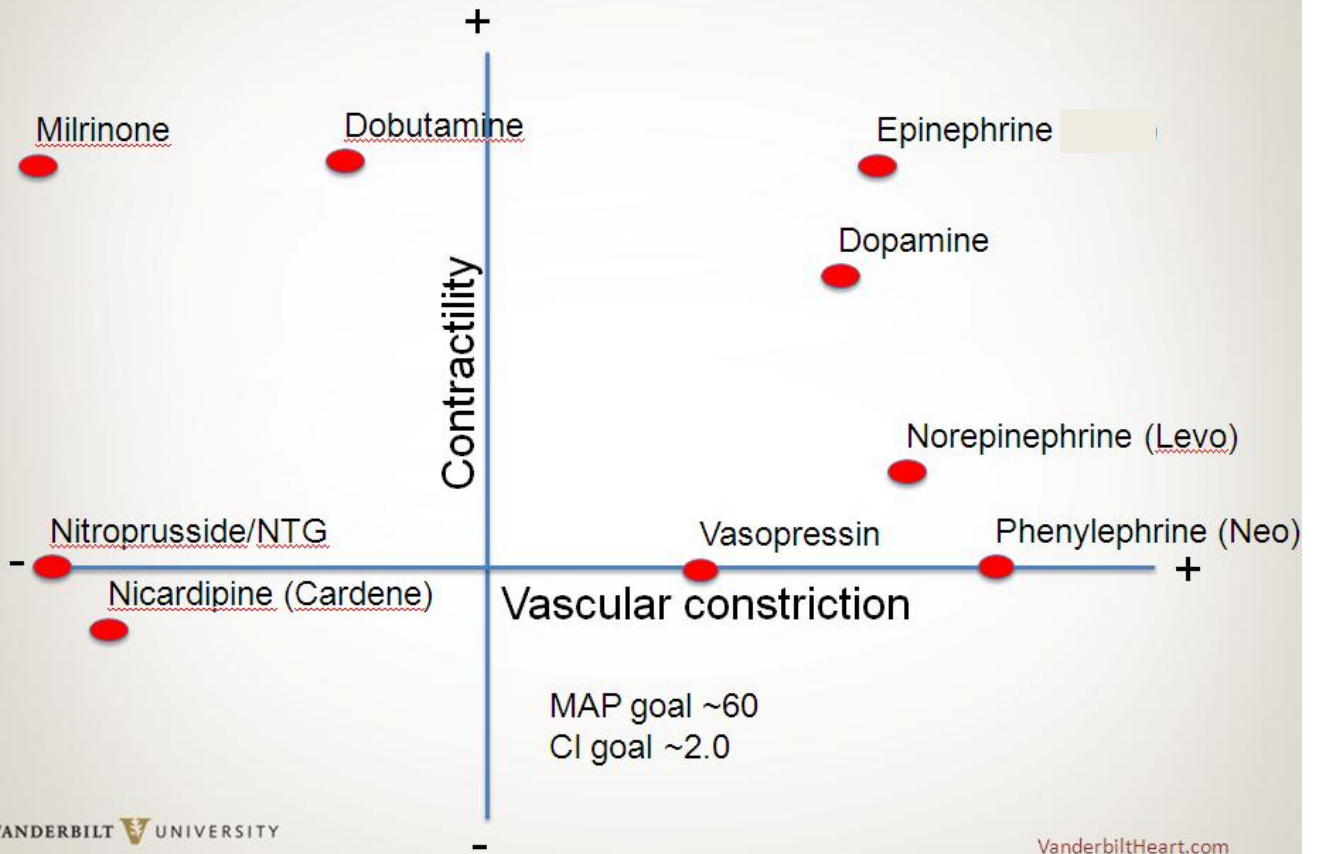 +
Milrinone
Dobutamine
Epinephrine
Dopamine
Contractility
Norepinephrine (Levo)
Nitroprusside/NTG
Vasopressin
Phenylephrine (Neo)
-
+
Nicardipine (Cardene)
Vascular constriction
MAP goal ~60
CI goal ~2.0
VANDERBILT UNIVERSITY
VanderbiltHeart.com
-